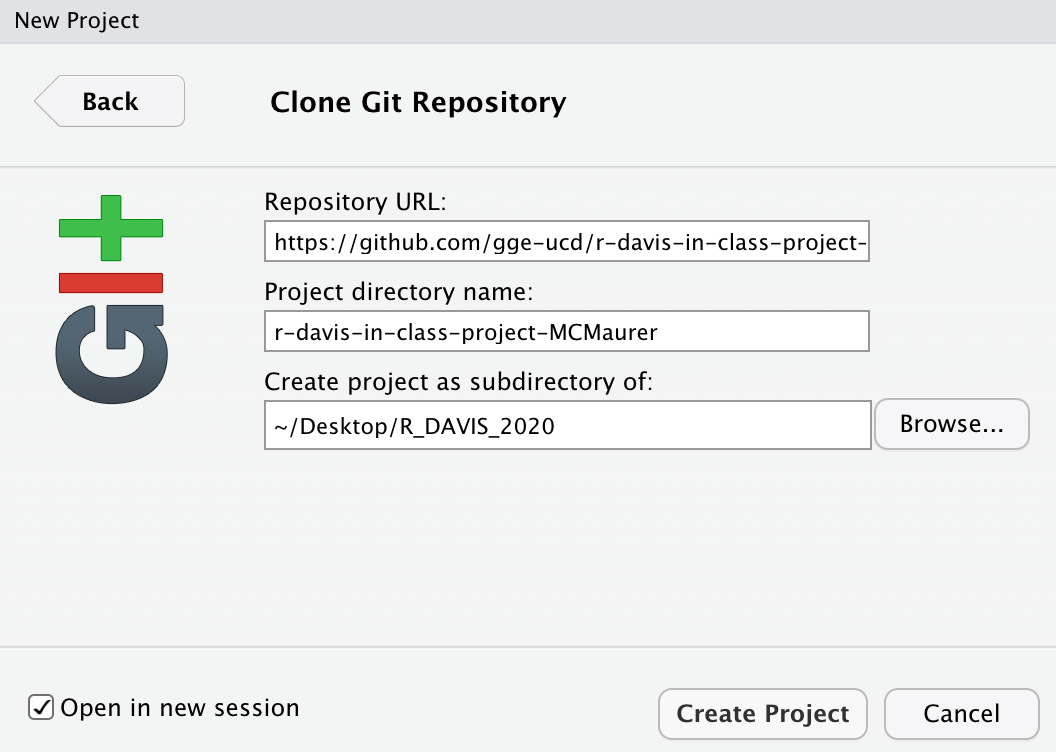 New Project
Back
Clone Git Repository
GIt
Repository URL:
https://github.com/gge-ucd/r-davis-in-class-project-
Project directory name:
r-davis-in-class-project-MCMaurer
Create project as subdirectory of:
~/Desktop/R_DAVIS_2020
Browse...
Open in new session
Create Project
Cancel